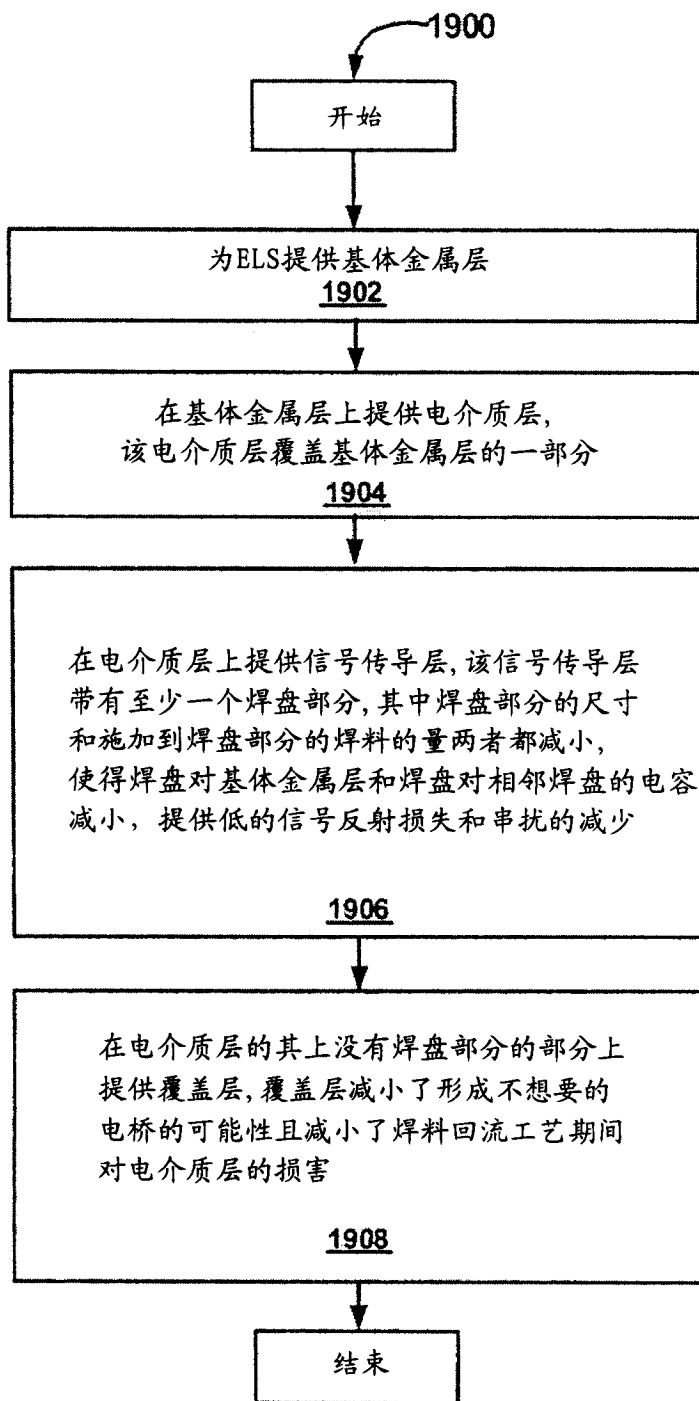 1900
开始
为ELS提供基体金属层
1902
在基体金属层上提供电介质层,
该电介质层覆盖基体金属层的一部分
1904
在电介质层上提供信号传导层,该信号传导层
带有至少一个焊盘部分,其中焊盘部分的尺寸
和施加到焊盘部分的焊料的量两者都减小,
使得焊盘对基体金属层和焊盘对相邻焊盘的电容
减小，提供低的信号反射损失和串扰的减少
1906
在电介质层的其上没有焊盘部分的部分上
提供覆盖层,覆盖层减小了形成不想要的
电桥的可能性且减小了焊料回流工艺期间
对电介质层的损害
1908
结束